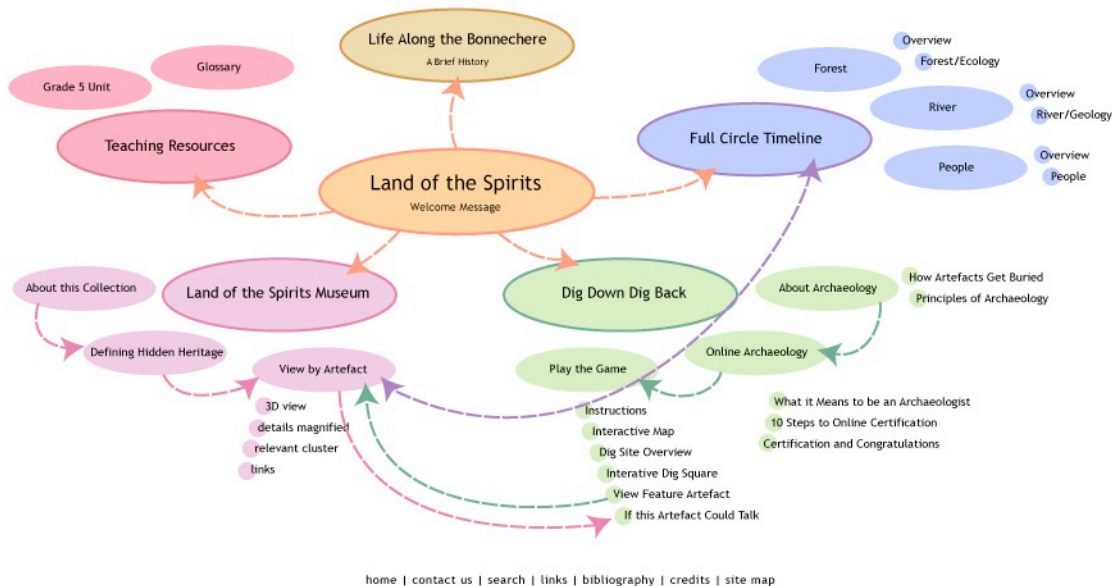 Life Along the Bonnechere
A Brief History
Glossary
Grade 5 Unit
Teaching Resources
Land of the Spirits
Welcome Message
Full Circle Timeline
Forest
Overview
Forest/Ecology
River
Overview
River/Geology
People
Overview
People
About this Collection
Land of the Spirits Museum
Defining Hidden Heritage
View by Artefact
3D view
details magnified
relevant cluster
links
Dig Down Dig Back
About Archaeology
How Artefacts Get Buried
Principles of Archaeology
Online Archaeology
What it Means to be an Archaeologist
10 Steps to Online Certification
Certification and Congratulations
Play the Game
Instructions
Interactive Map
Dig Site Overview
Interative Dig Square
View Feature Artefact
If this Artefact Could Talk
home | contact us | search | links | bibliography | credits | site map